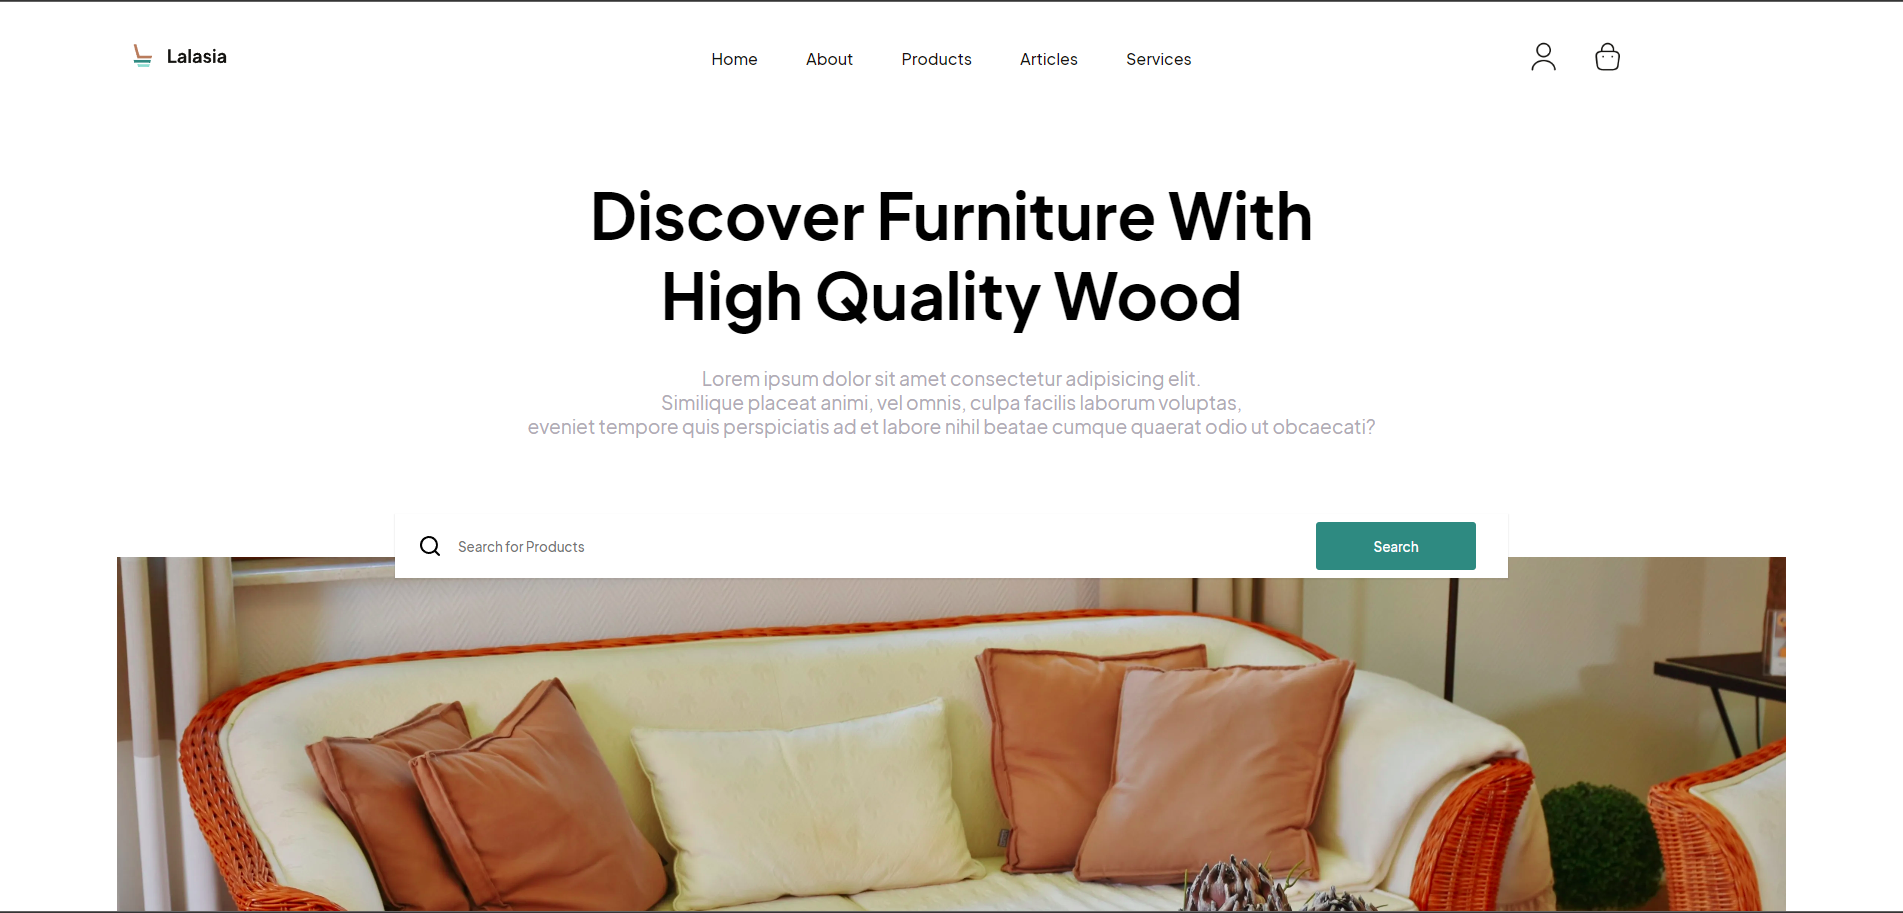 Lalasia
Home About Products Articles Services
Discover Furniture With
High Quality Wood
Lorem ipsum dolor sit amet consectetur adipisicing elit.
Similique placeat animi, vel omnis, culpa facilis laborum voluptas,
eveniet tempore quis perspiciatis ad et labore nihil beatae cumque quaerat odio ut obcaecati?
Search for Products
Search